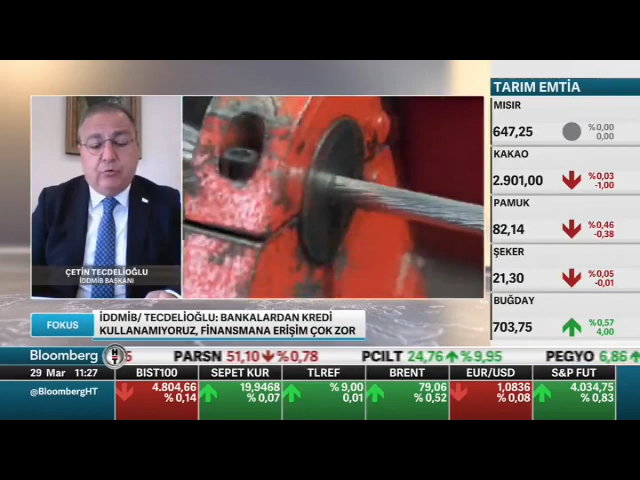 TARIM EMTİA
MISIR
647,25 %0,00
0,00
KAKAO
2.901,00 %0,03
-1,00
PAMUK
82,14 %0,46
-0,38
ŞEKER
21,30 %0,05
-0,01
BUĞDAY
703,75 %0,57
4,00
ÇETİN TECDELİOĞLU
İDDMİB BAŞKANI
FOKUS
İDDMİB/ TECDELİOĞLU: BANKALARDAN KREDİ
KULLANAMIYORUZ, FİNANSMANA ERİŞİM ÇOK ZOR
Bloomberg HT 5 PARSN 51,10 %0,78 PCILT 24,76 %9,95 PEGYO 6,86
29 Mar 11:27
@BloombergHT
BIST100
4.804,66
% 0,14
SEPET KUR
19,9468
% 0,07
TLREF
% 9,00
0,01
BRENT
79,06
% 0,52
EUR/USD
1,0836
% 0,08
S&P FUT
4.034,75
% 0,83